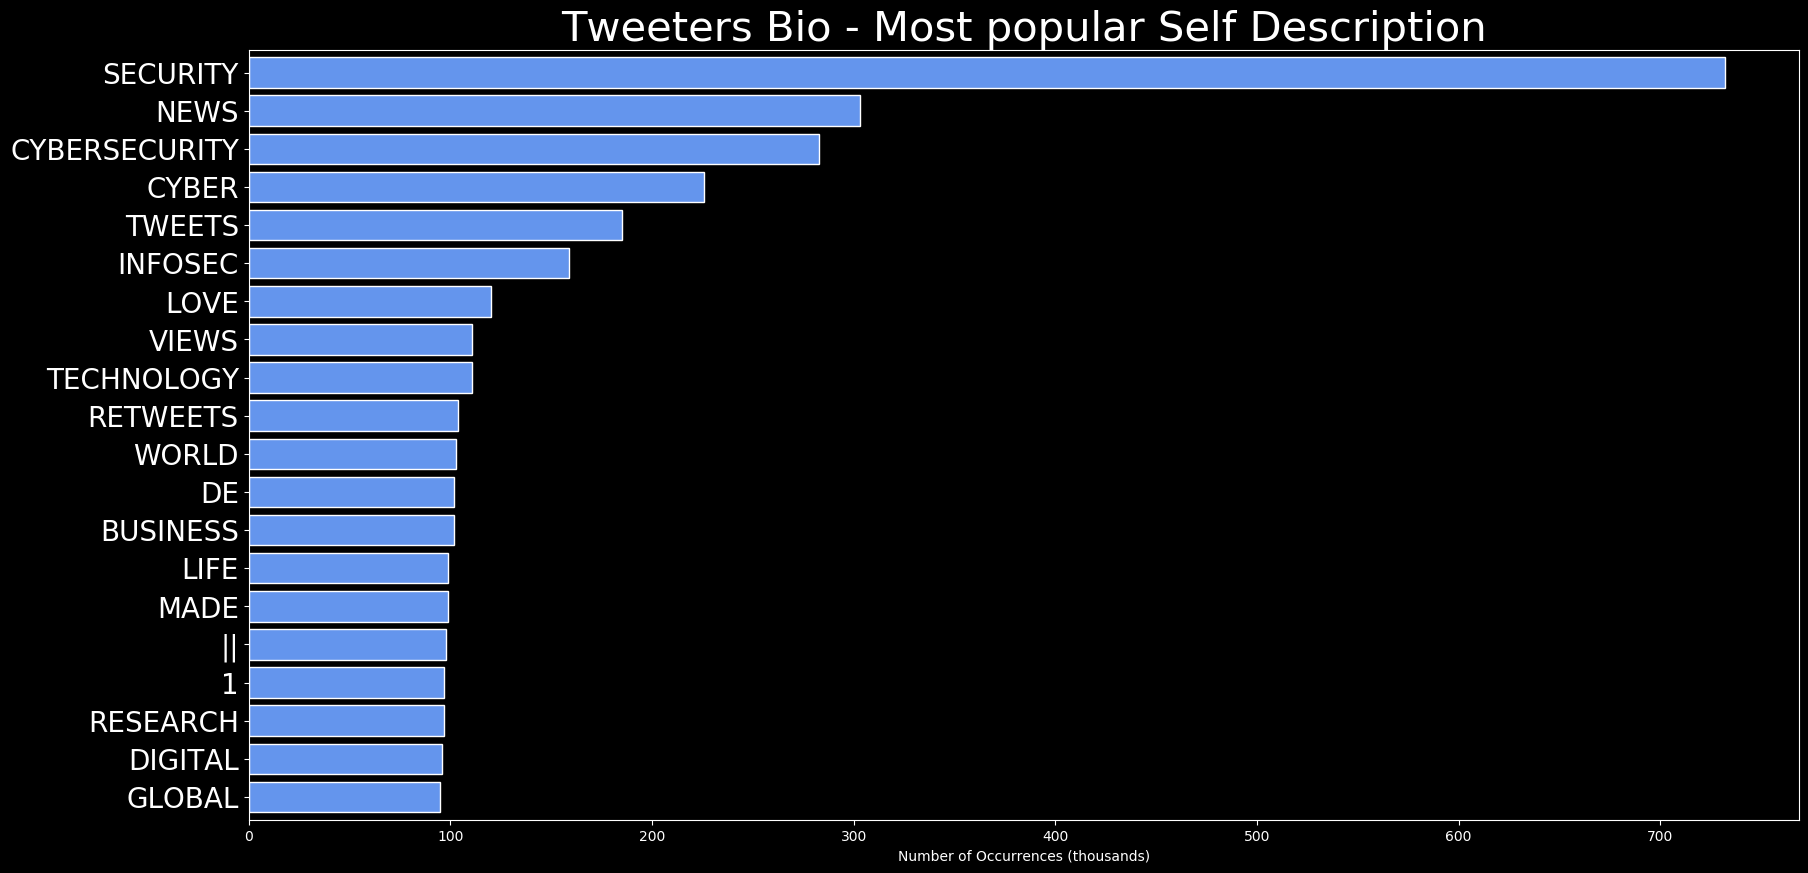 Tweeters Bio - Most popular Self Description
SECURITY
NEWS
CYBERSECURITY
CYBER
TWEETS
INFOSEC
LOVE
VIEWS
TECHNOLOGY
RETWEETS
WORLD
DE
BUSINESS
LIFE
MADE
||
1
RESEARCH
DIGITAL
GLOBAL
0 100 200 300 400 500 600 700
Number of Occurrences (thousands)